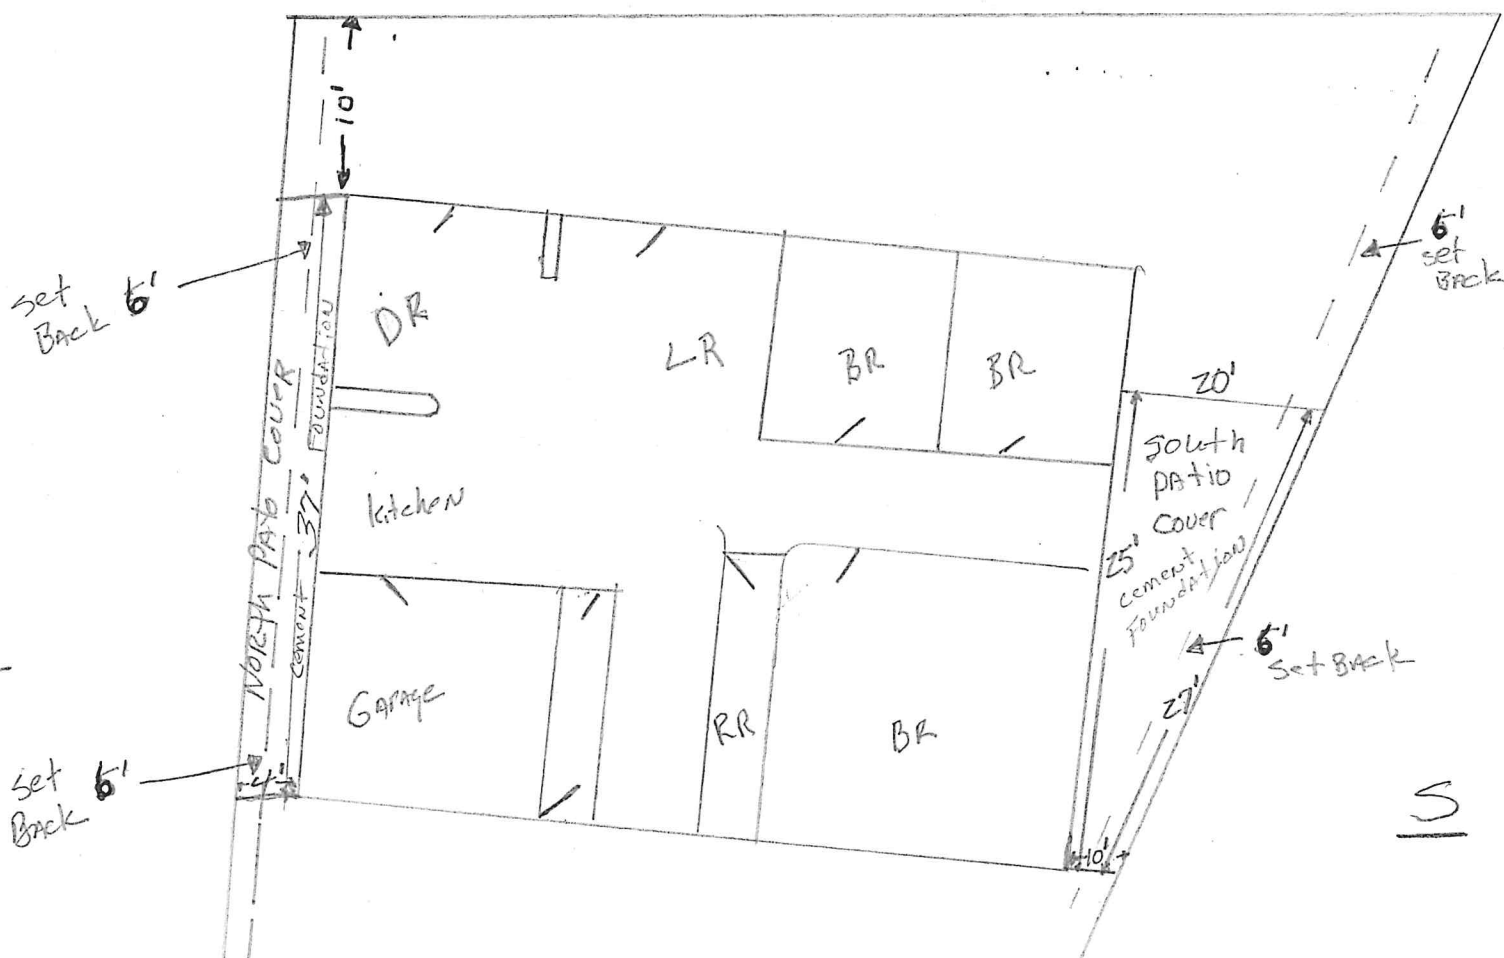 10'
Set
Back 6'
6'
set
Back
DR
LR
BR
BR
20'
South
Patio
Cover
25'
cement
Foundation
Foundation
37'
cement
North Patio Cover
Kitchen
Garage
RR
BR
6'
Set Back
27'
Set
Back 6'
4'
10'
S